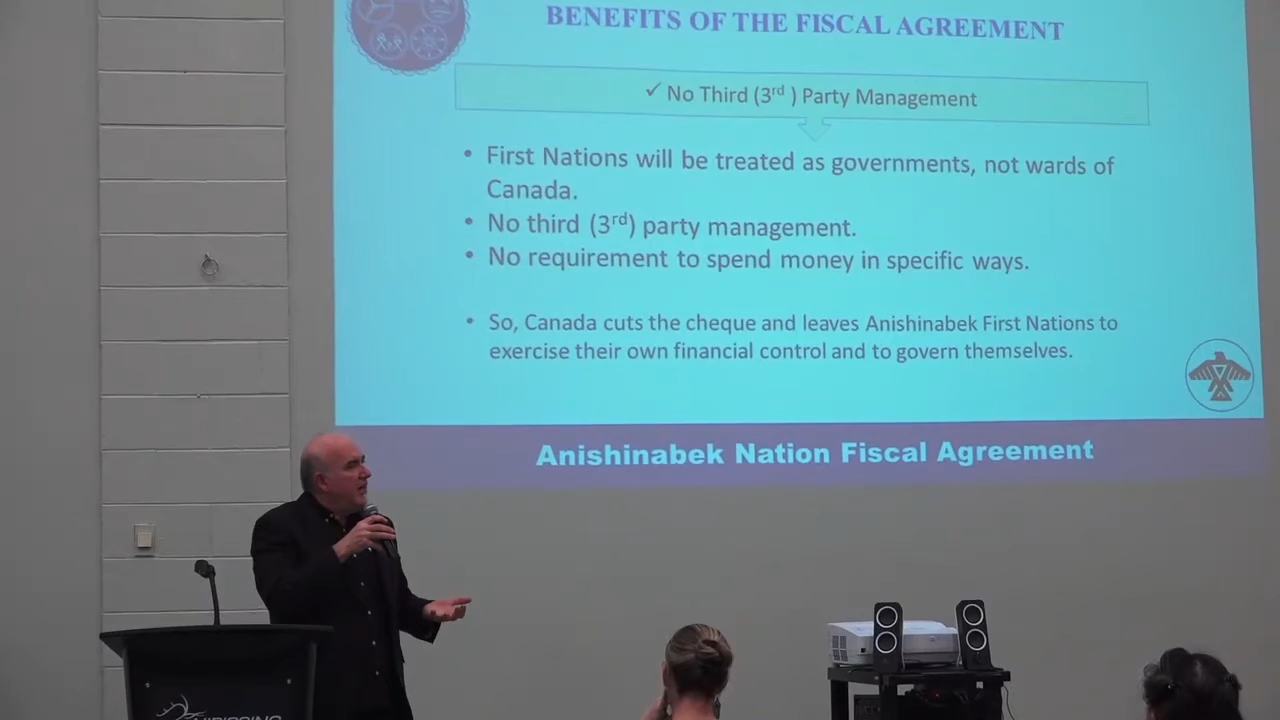 BENEFITS OF THE FISCAL AGREEMENT
✓ No Third (3rd ) Party Management
• First Nations will be treated as governments, not wards of
Canada.
• No third (3rd) party management.
• No requirement to spend money in specific ways.
• So, Canada cuts the cheque and leaves Anishinabek First Nations to
exercise their own financial control and to govern themselves.
Anishinabek Nation Fiscal Agreement